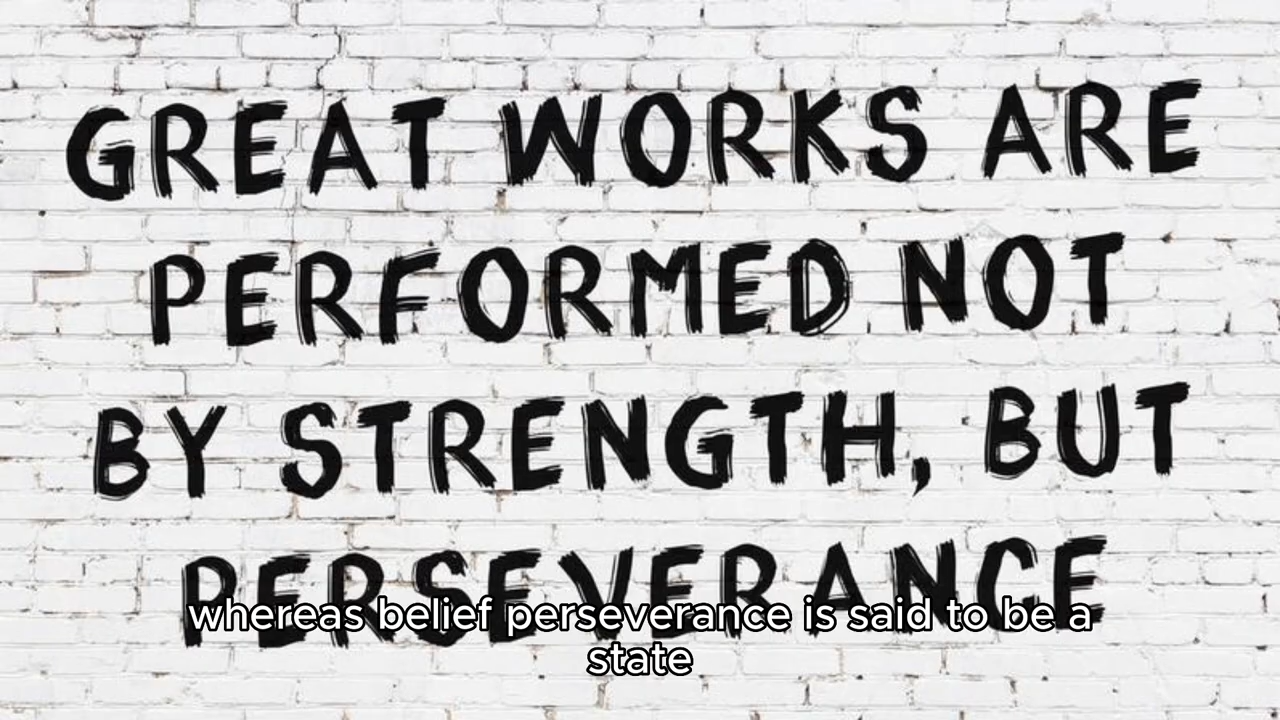 GREAT WORKS ARE
PERFORMED NOT
BY STRENGTH, BUT
PERSEVERANCE
whereas belief perseverance is said to be a
state